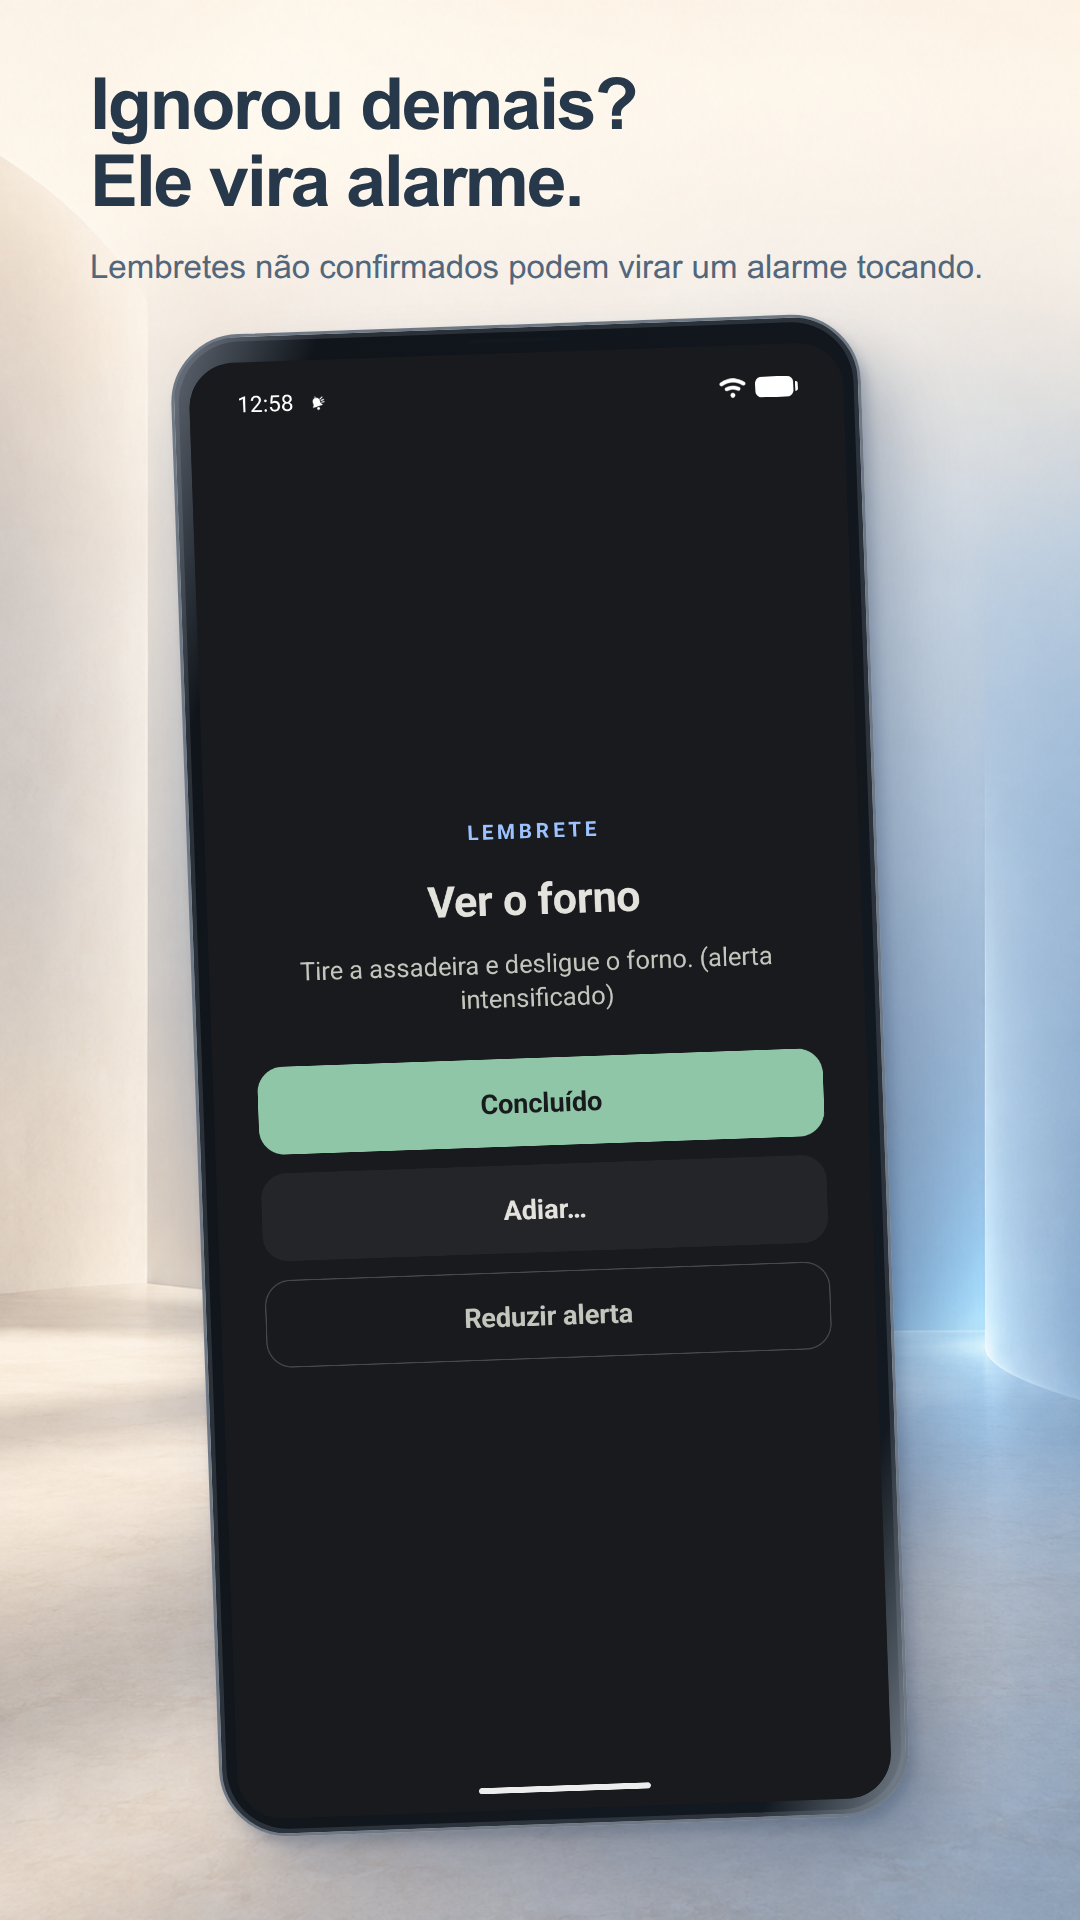 Ignorou demais?
Ele vira alarme.
Lembretes não confirmados podem virar um alarme tocando.
12:58
LEMBRETE
Ver o forno
Tire a assadeira e desligue o forno. (alerta
intensificado)
Concluído
Adiar...
Reduzir alerta